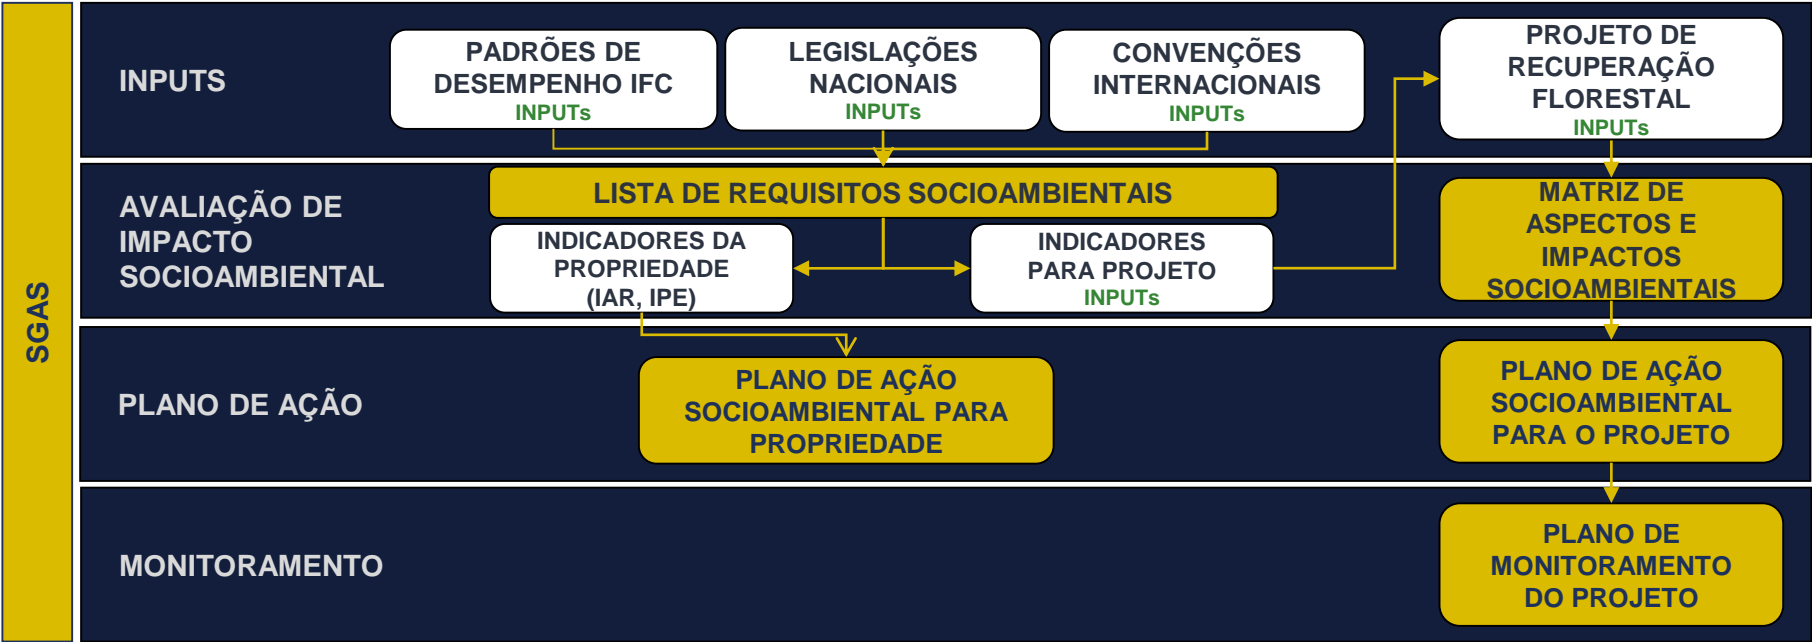 SGAS
INPUTS
PADRÕES DE
DESEMPENHO IFC
INPUTs
LEGISLAÇÕES
NACIONAIS
INPUTs
CONVENÇÕES
INTERNACIONAIS
INPUTs
PROJETO DE
RECUPERAÇÃO
FLORESTAL
INPUTs
AVALIAÇÃO DE
IMPACTO
SOCIOAMBIENTAL
LISTA DE REQUISITOS SOCIOAMBIENTAIS
INDICADORES DA
PROPRIEDADE
(IAR, IPE)
INDICADORES
PARA PROJETO
INPUTs
MATRIZ DE
ASPECTOS E
IMPACTOS
SOCIOAMBIENTAIS
PLANO DE AÇÃO
PLANO DE AÇÃO
SOCIOAMBIENTAL PARA
PROPRIEDADE
PLANO DE AÇÃO
SOCIOAMBIENTAL
PARA O PROJETO
MONITORAMENTO
PLANO DE
MONITORAMENTO
DO PROJETO